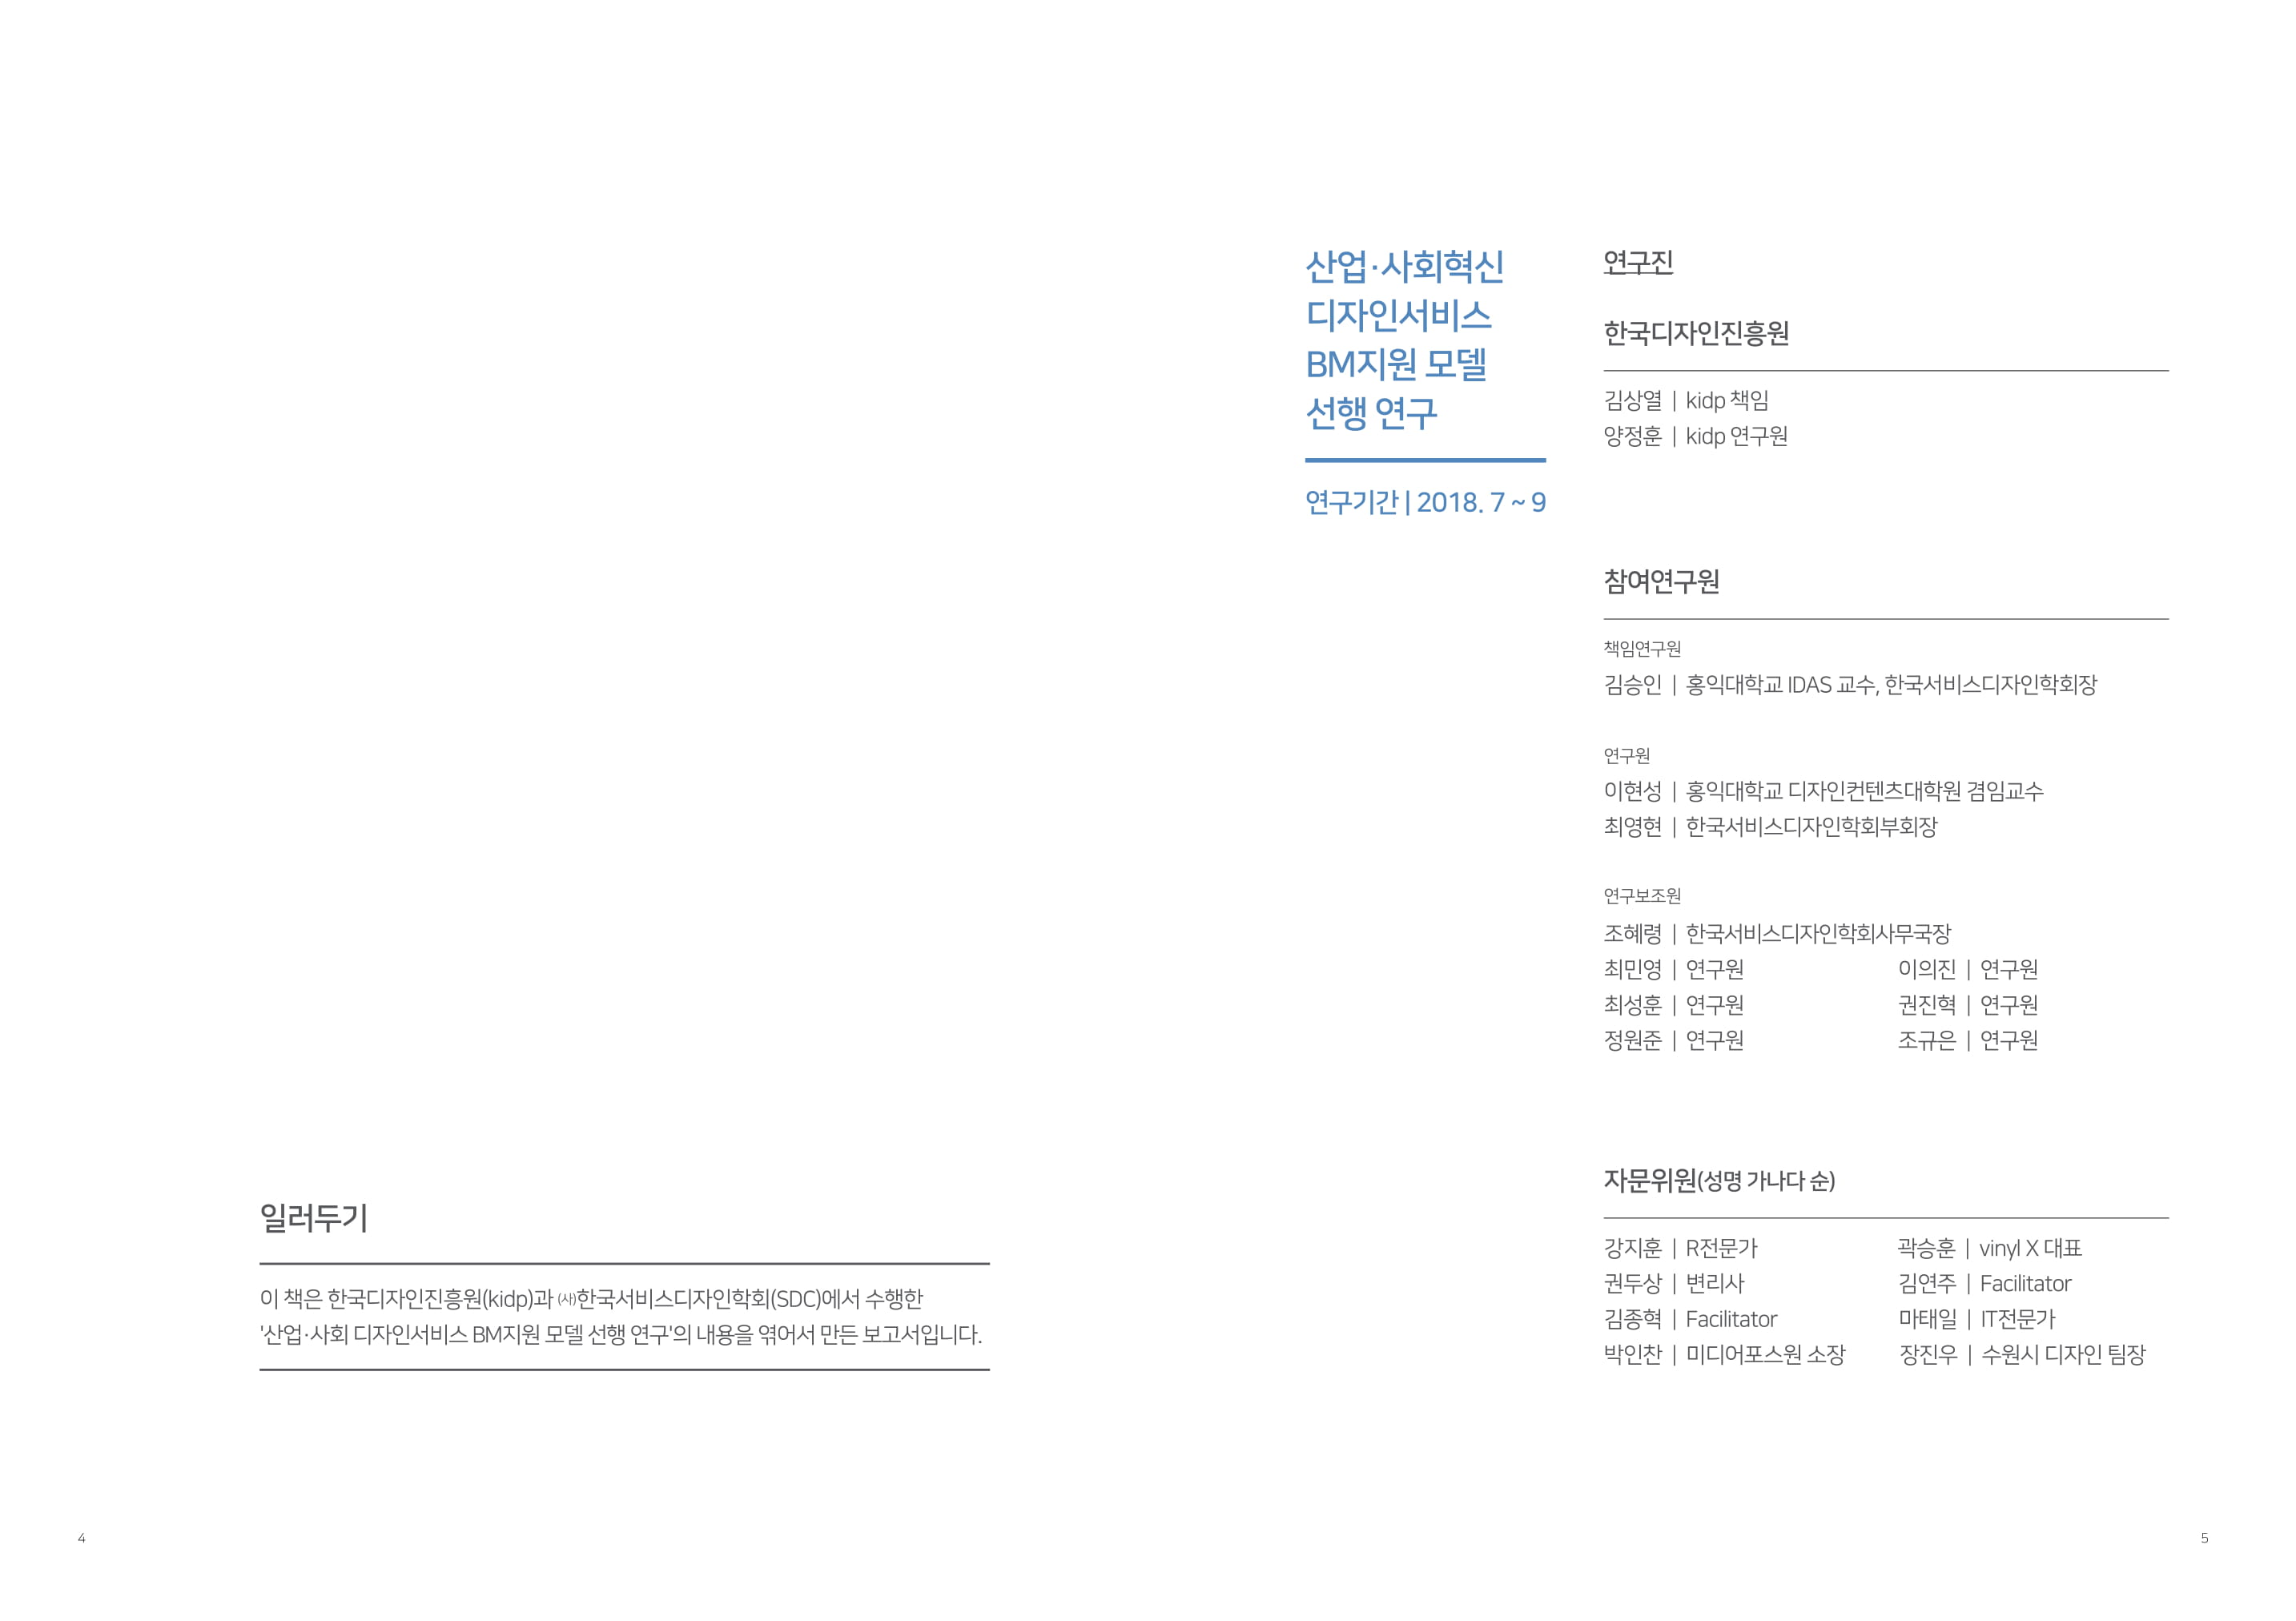 일러두기
이 책은 한국디자인진흥원(kidp)과 (사)한국서비스디자인학회(SDC)에서 수행한
'산업·사회 디자인서비스 BM지원 모델 선행 연구'의 내용을 엮어서 만든 보고서입니다.
4
산업·사회혁신
디자인서비스
BM지원 모델
선행 연구
연구기간 | 2018. 7 ~ 9
연구진
한국디자인진흥원
김상열 | kidp 책임
양정훈 | kidp 연구원
참여연구원
책임연구원
김승인 | 홍익대학교 IDAS 교수, 한국서비스디자인학회장
연구원
이현성 | 홍익대학교 디자인컨텐츠대학원 겸임교수
최영현 | 한국서비스디자인학회부회장
연구보조원
조혜령 | 한국서비스디자인학회사무국장
최민영 | 연구원 이의진 | 연구원
최성훈 | 연구원 권진혁 | 연구원
정원준 | 연구원 조규은 | 연구원
자문위원(성명 가나다 순)
강지훈 | R전문가 곽승훈 | vinyl X 대표
권두상 | 변리사 김연주 | Facilitator
김종혁 | Facilitator 마태일 | IT전문가
박인찬 | 미디어포스원 소장 장진우 | 수원시 디자인 팀장
5